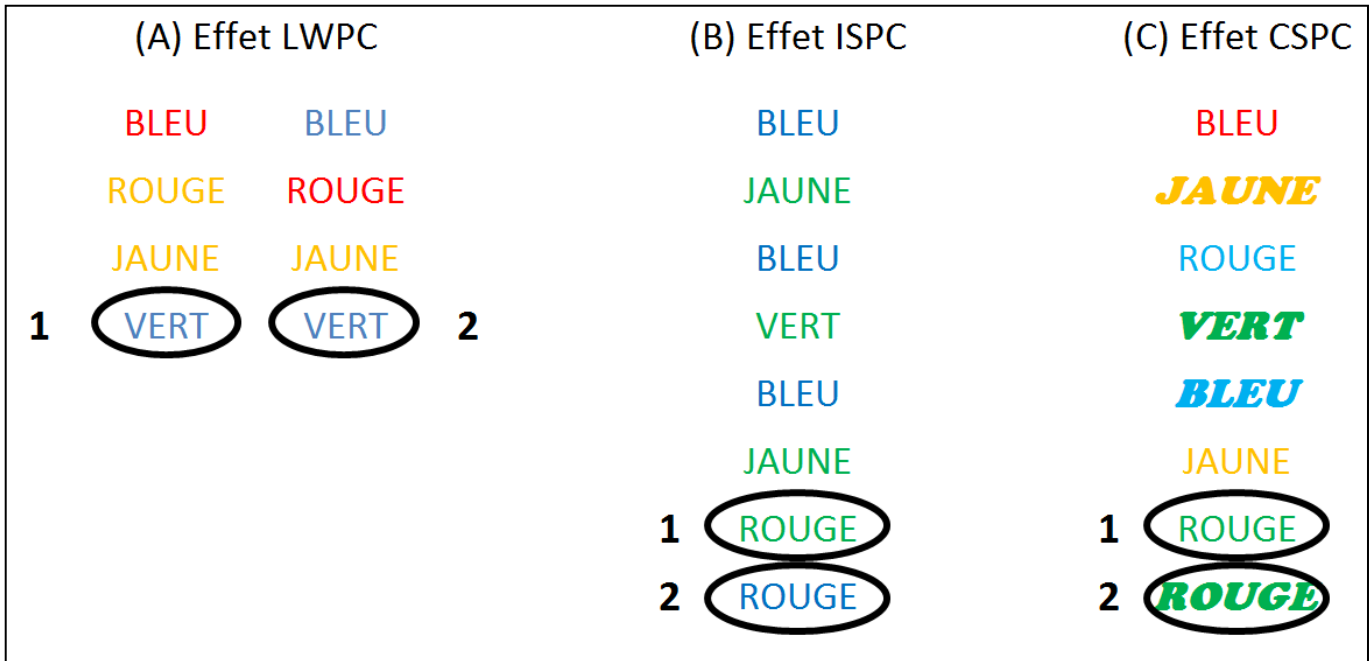 (A) Effet LWPC (B) Effet ISPC (C) Effet CSPC
BLEU BLEU BLEU BLEU
ROUGE ROUGE JAUNE JAUNE
JAUNE JAUNE BLEU ROUGE
1 VERT VERT 2 VERT VERT
BLEU BLEU
JAUNE JAUNE
1 ROUGE 1 ROUGE
2 ROUGE 2 ROUGE